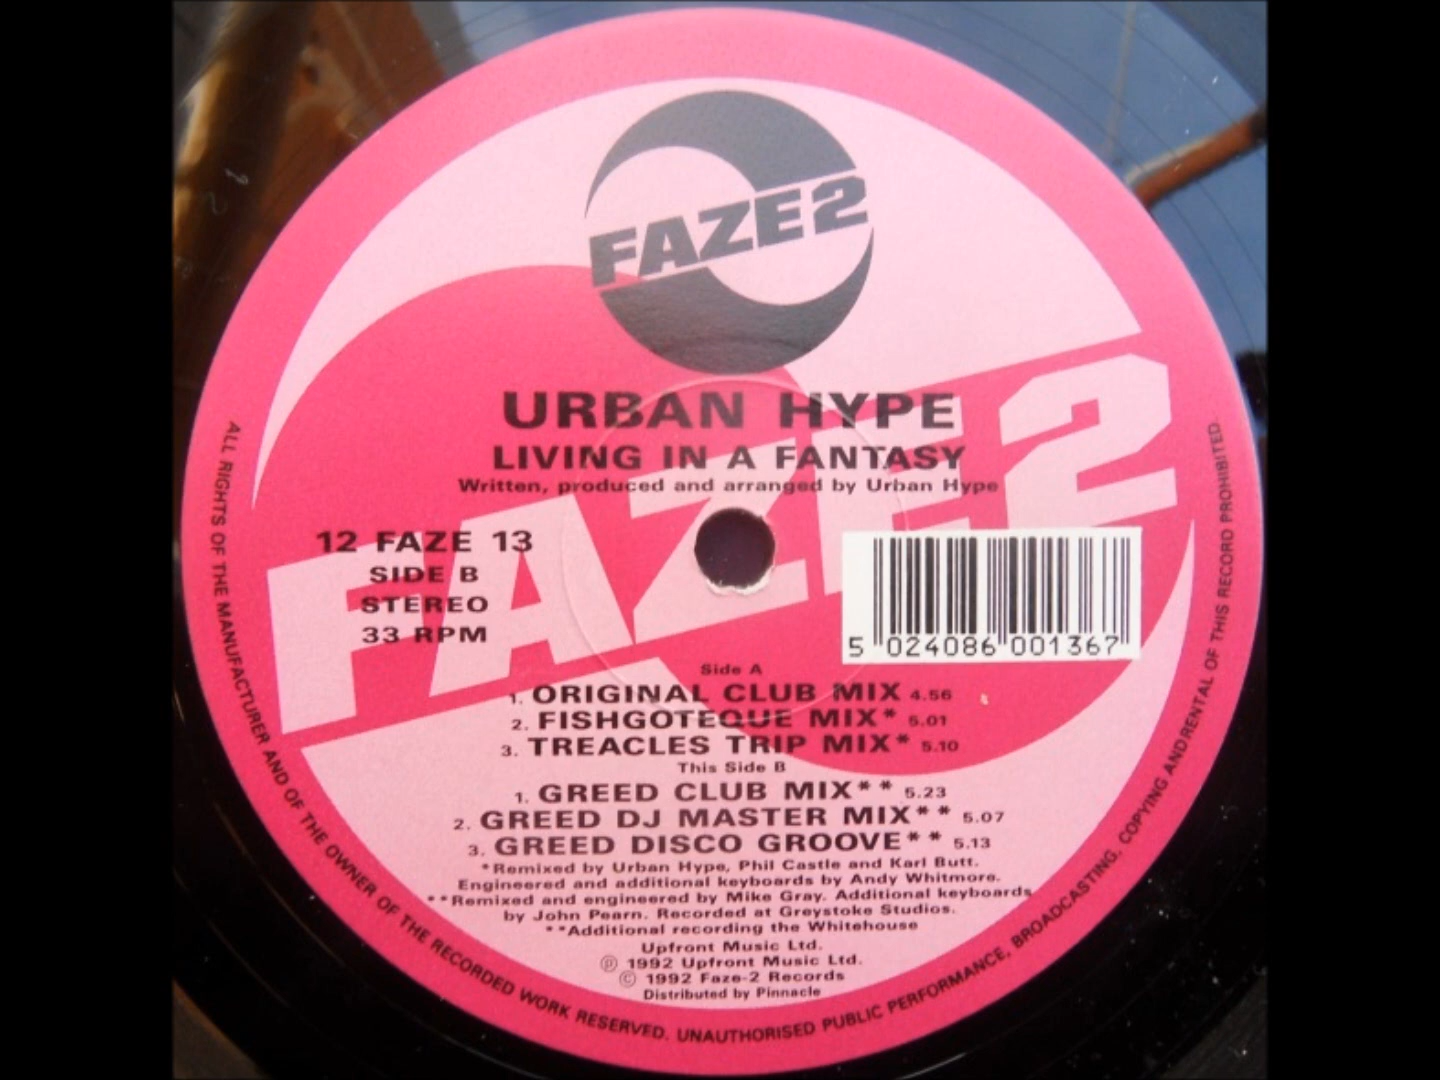 FAZE 2
FAZE 2
URBAN HYPE
LIVING IN A FANTASY
Written, produced and arranged by Urban Hype
12 FAZE 13
SIDE B
STEREO
33 RPM
5 024086 001367
Side A
1. ORIGINAL CLUB MIX 4.56
2. FISHGOTEQUE MIX* 5.01
3. TREACLES TRIP MIX* 5.10
This Side B
1. GREED CLUB MIX** 5.23
2. GREED DJ MASTER MIX** 5.07
3. GREED DISCO GROOVE** 5.13
*Remixed by Urban Hype, Phil Castle and Karl Butt.
Engineered and additional keyboards by Andy Whitmore.
**Remixed and engineered by Mike Gray. Additional keyboards
by John Pearn. Recorded at Greystoke Studios.
**Additional recording the Whitehouse
Upfront Music Ltd.
℗ 1992 Upfront Music Ltd.
© 1992 Faze-2 Records
Distributed by Pinnacle
ALL RIGHTS OF THE MANUFACTURER AND OF THE OWNER OF THE RECORDED WORK RESERVED. UNAUTHORISED PUBLIC PERFORMANCE, BROADCASTING, COPYING ANDRENTAL OF THIS RECORD PROHIBITED